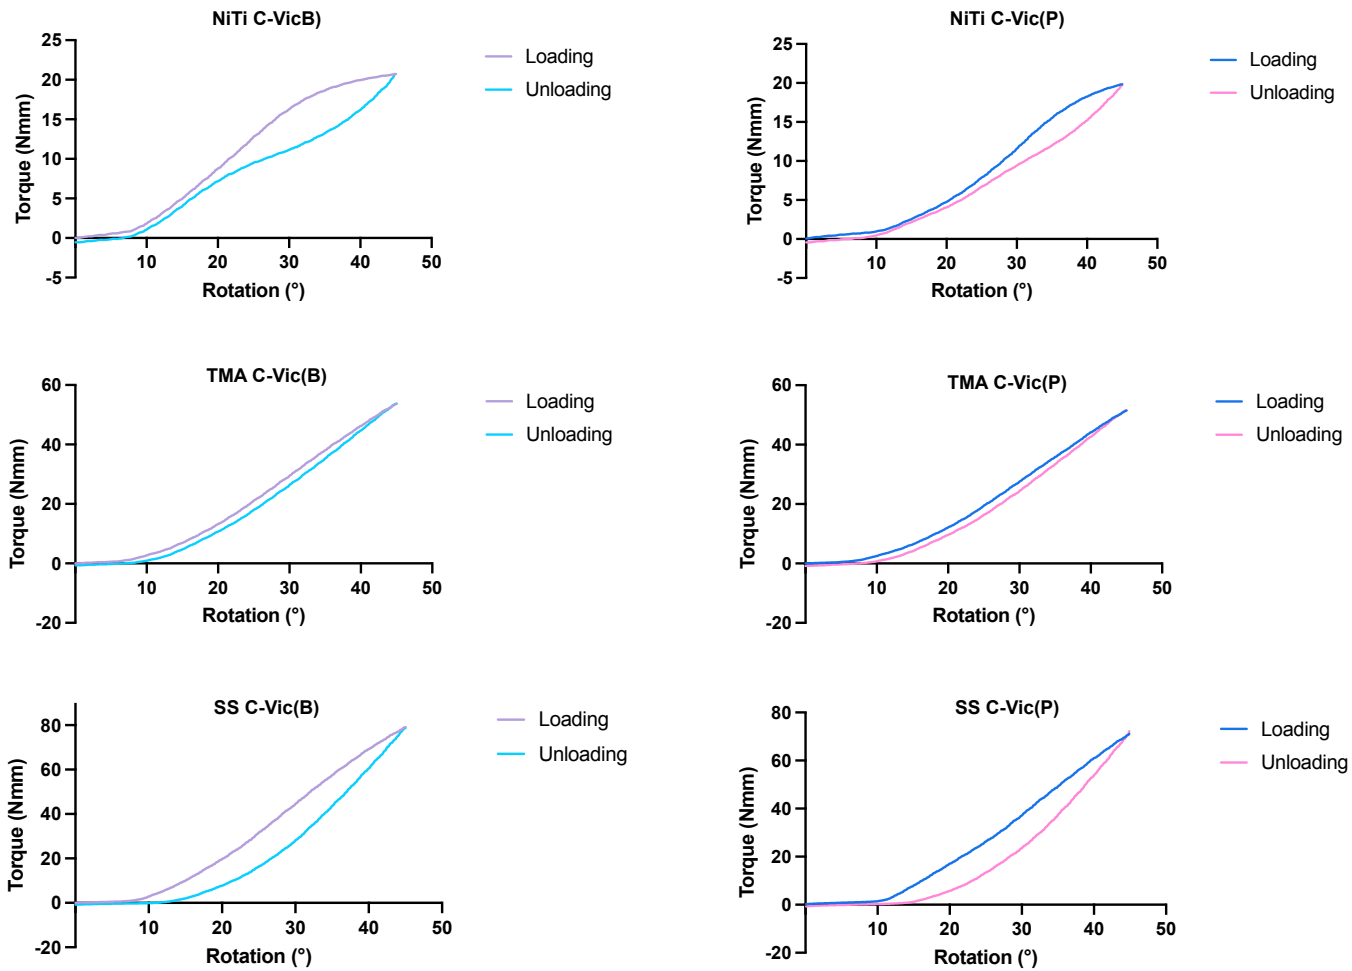 NiTi C-VicB)
25
20
15
10
5
0
-5
10 20 30 40 50
Torque (Nmm)
Rotation (°)
Loading
Unloading
NiTi C-Vic(P)
25
20
15
10
5
0
-5
10 20 30 40 50
Torque (Nmm)
Rotation (°)
Loading
Unloading
TMA C-Vic(B)
60
40
20
0
-20
10 20 30 40 50
Torque (Nmm)
Rotation (°)
Loading
Unloading
TMA C-Vic(P)
60
40
20
0
-20
10 20 30 40 50
Torque (Nmm)
Rotation (°)
Loading
Unloading
SS C-Vic(B)
80
60
40
20
0
-20
10 20 30 40 50
Torque (Nmm)
Rotation (°)
Loading
Unloading
SS C-Vic(P)
80
60
40
20
0
-20
10 20 30 40 50
Torque (Nmm)
Rotation (°)
Loading
Unloading